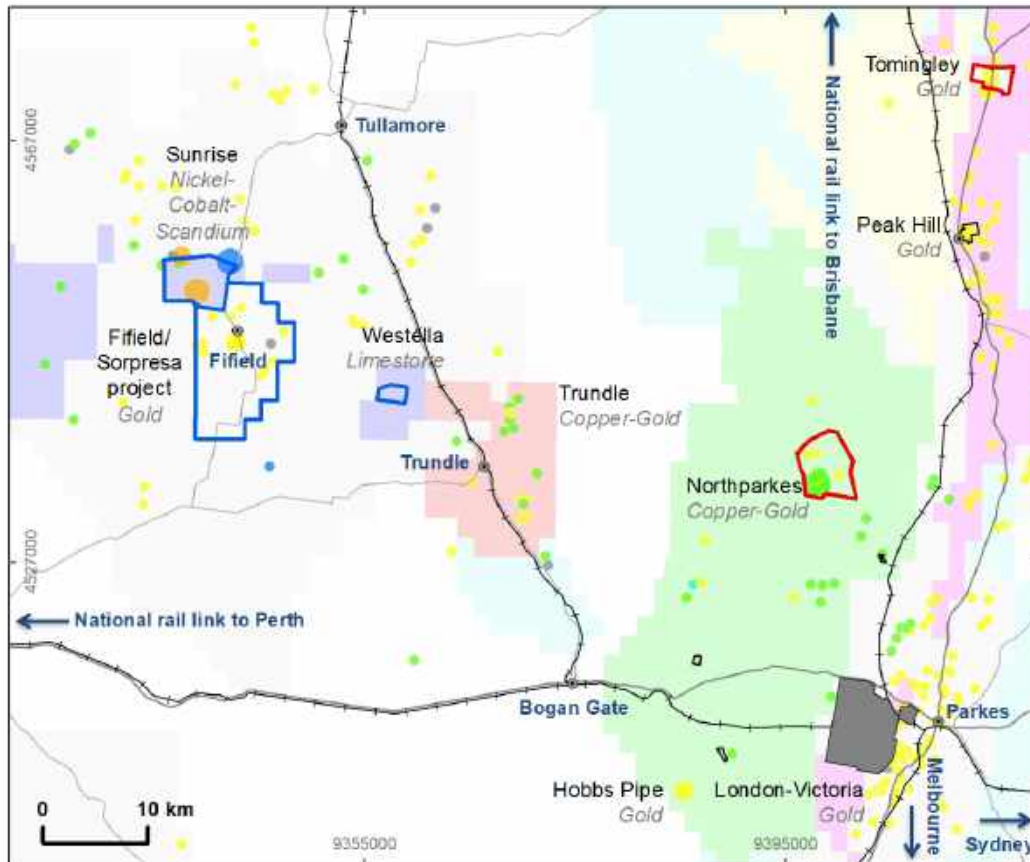 Tomingley
Gold
National rail link to Brisbane
Tullamore
4567000
Sunrise
Nickel-
Cobalt-
Scandium
Peak Hill
Gold
Fifield/
Sorpresa
project
Gold
Fifield
Westella
Limestone
Trundle
Copper-Gold
Trundle
Northparkes
Copper-Gold
4527000
National rail link to Perth
Bogan Gate
Parkes
Hobbs Pipe
Gold
London-Victoria
Gold
Melbourne
0 10 km
9355000
9395000
Sydney